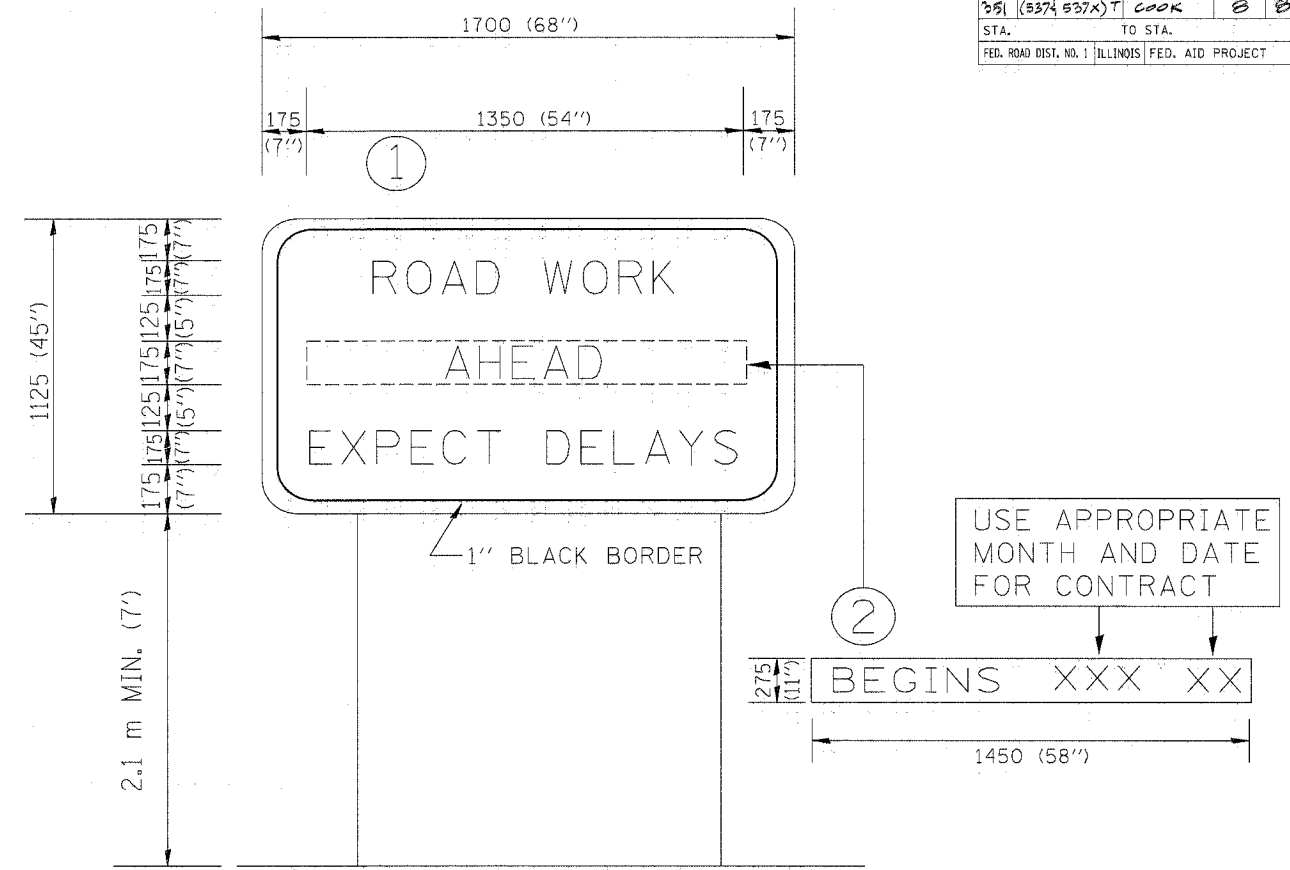 351 (537& 537X)T COOK 8 8
STA. TO STA.
FED. ROAD DIST. NO. 1 ILLINOIS FED. AID PROJECT
1700 (68'')
175 (7'')
1350 (54'')
175 (7'')
1
1125 (45'')
175 (7'')
175 (7'')
125 (5'')
175 (7'')
125 (5'')
175 (7'')
175 (7'')
ROAD WORK
AHEAD
EXPECT DELAYS
1'' BLACK BORDER
2.1 m MIN. (7')
USE APPROPRIATE
MONTH AND DATE
FOR CONTRACT
2
275 (11'')
BEGINS XXX XX
1450 (58'')